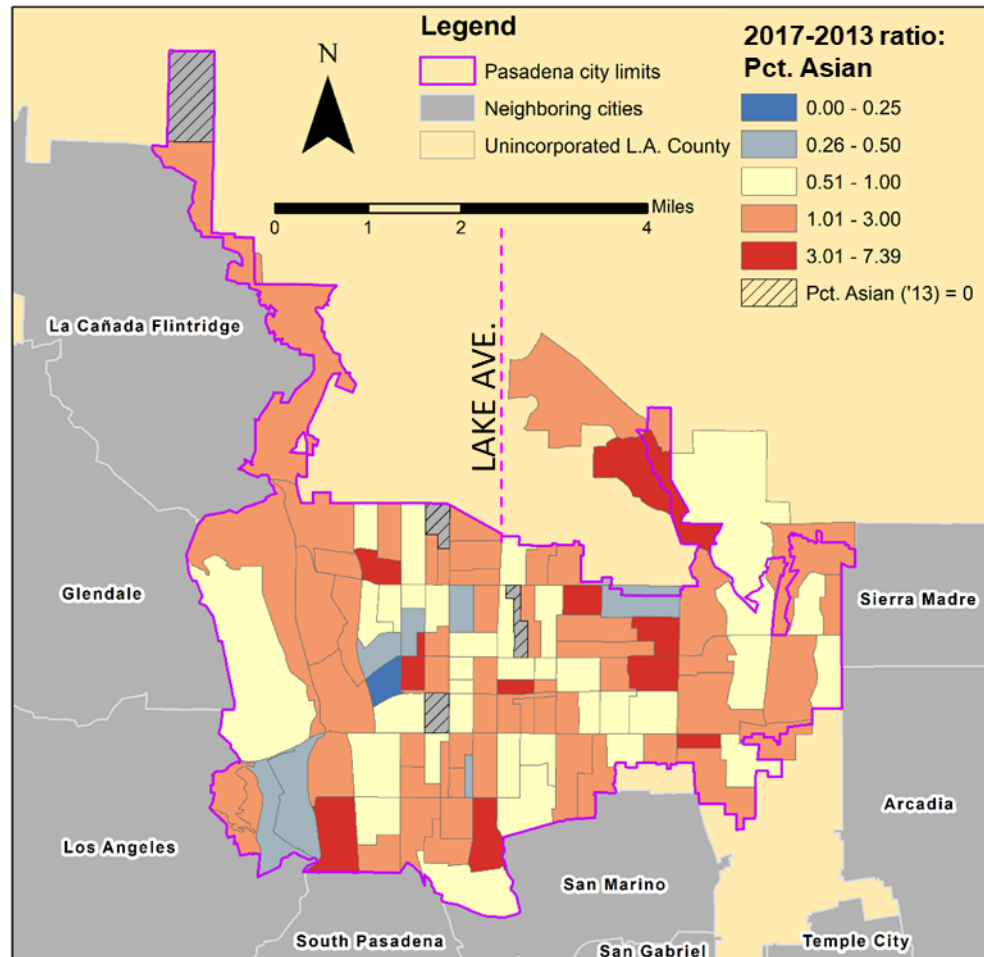 Legend
Pasadena city limits
Neighboring cities
Unincorporated L.A. County
2017-2013 ratio:
Pct. Asian
0.00 - 0.25
0.26 - 0.50
0.51 - 1.00
1.01 - 3.00
3.01 - 7.39
Pct. Asian ('13) = 0
N
Miles
0 1 2 4
LAKE AVE.
La Cañada Flintridge
Glendale
Sierra Madre
Los Angeles
Arcadia
San Marino
South Pasadena
San Gabriel
Temple City